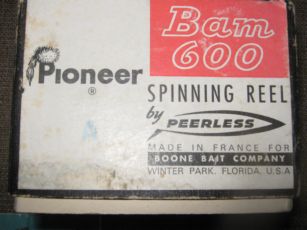 Bam
600
Pioneer
®
SPINNING REEL
by PEERLESS
MADE IN FRANCE FOR
BOONE BAIT COMPANY
WINTER PARK, FLORIDA, U.S.A